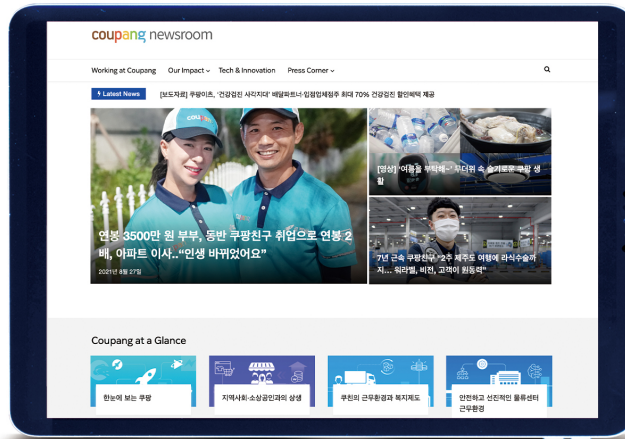 coupang newsroom
Working at Coupang Our Impact Tech & Innovation Press Corner
Latest News [보도자료] 쿠팡이츠, '건강검진 사각지대' 배달파트너·입점업체점주 최대 70% 건강검진 할인혜택 제공
연봉 3500만 원 부부, 동반 쿠팡친구 취업으로 연봉 2
배, 아파트 이사..“인생 바뀌었어요”
2021년 8월 27일
[영상] '여름을 부탁해~' 무더위 속 슬기로운 쿠팡 생
활
7년 근속 쿠팡친구 “2주 제주도 여행에 라식수술까
지... 워라밸, 비전, 고객이 원동력”
Coupang at a Glance
한눈에 보는 쿠팡
지역사회·소상공인과의 상생
쿠친의 근무환경과 복지제도
안전하고 선진적인 물류센터
근무환경